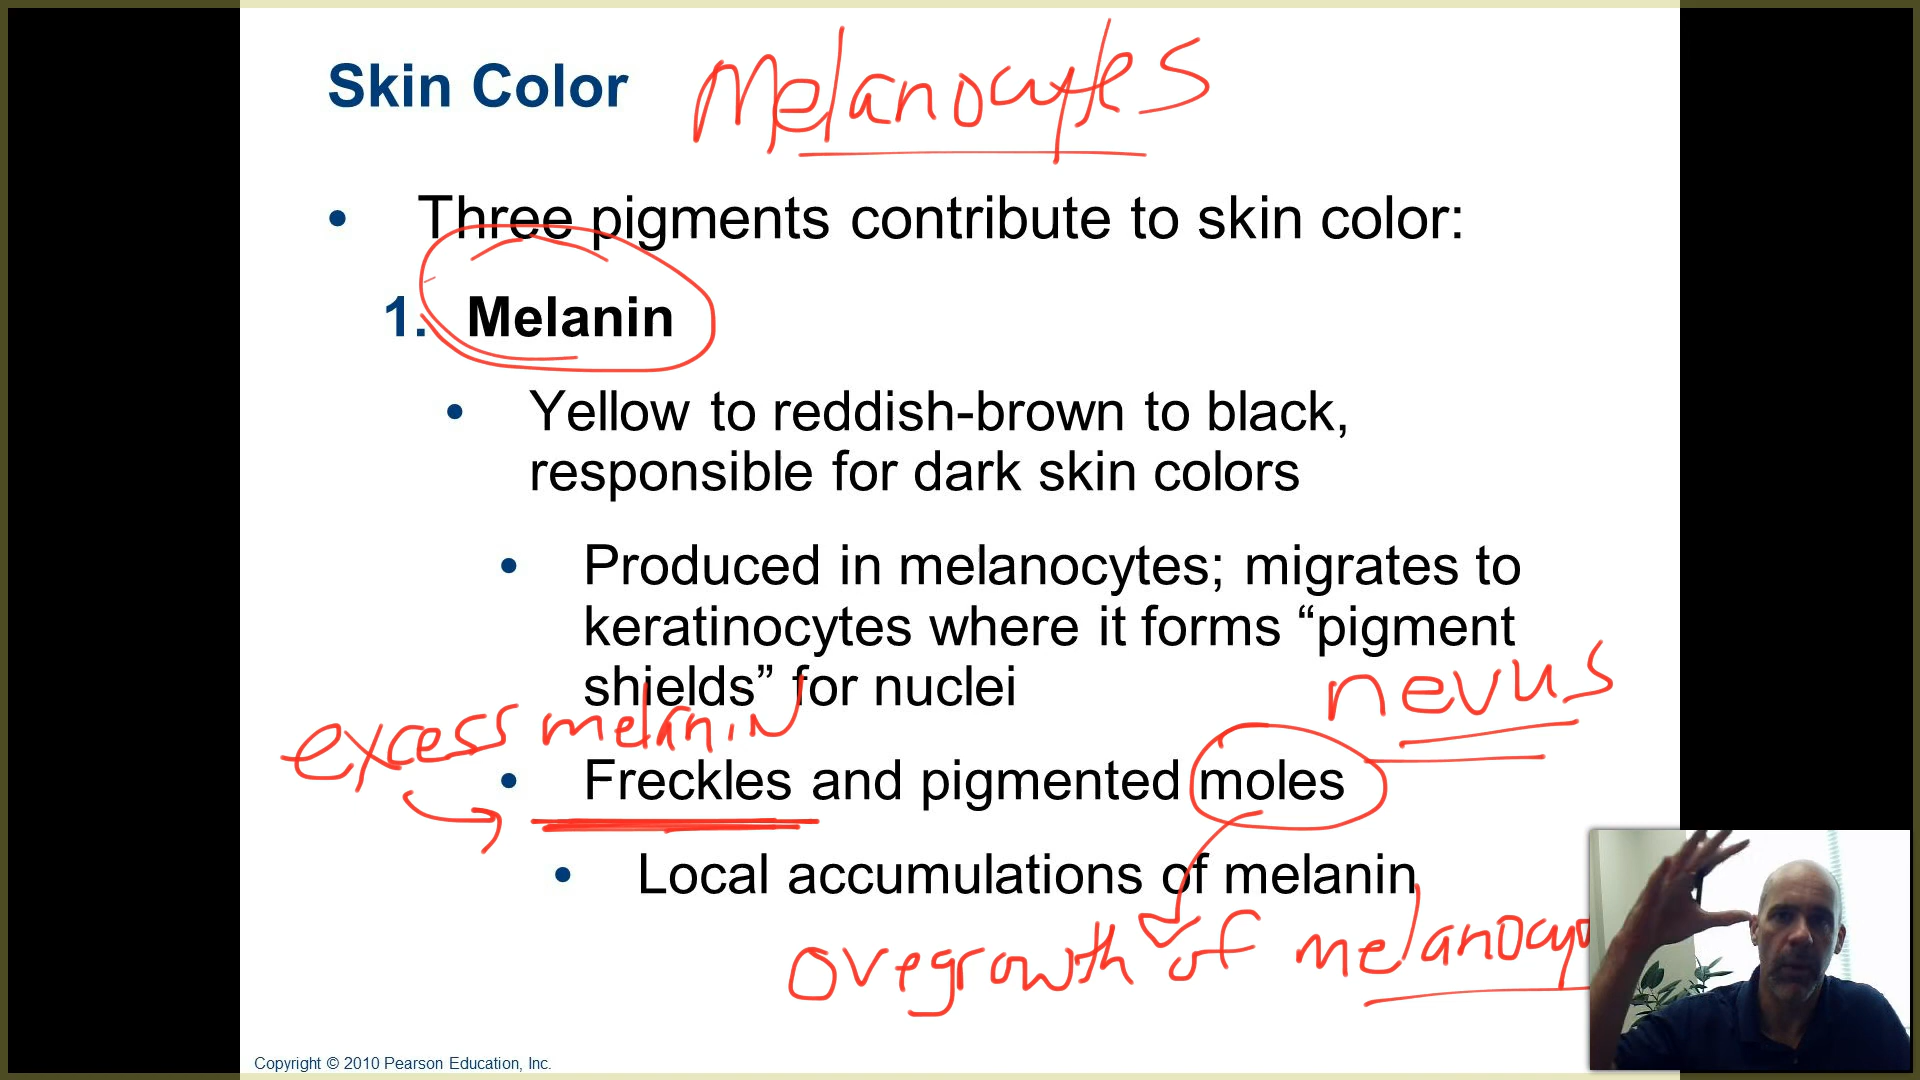 Skin Color Melanocytes
• Three pigments contribute to skin color:
1. Melanin
• Yellow to reddish-brown to black,
responsible for dark skin colors
• Produced in melanocytes; migrates to
keratinocytes where it forms “pigment
shields” for nuclei
nevus
excess melanin
• Freckles and pigmented moles
• Local accumulations of melanin
overgrowth of
Copyright © 2010 Pearson Education, Inc.